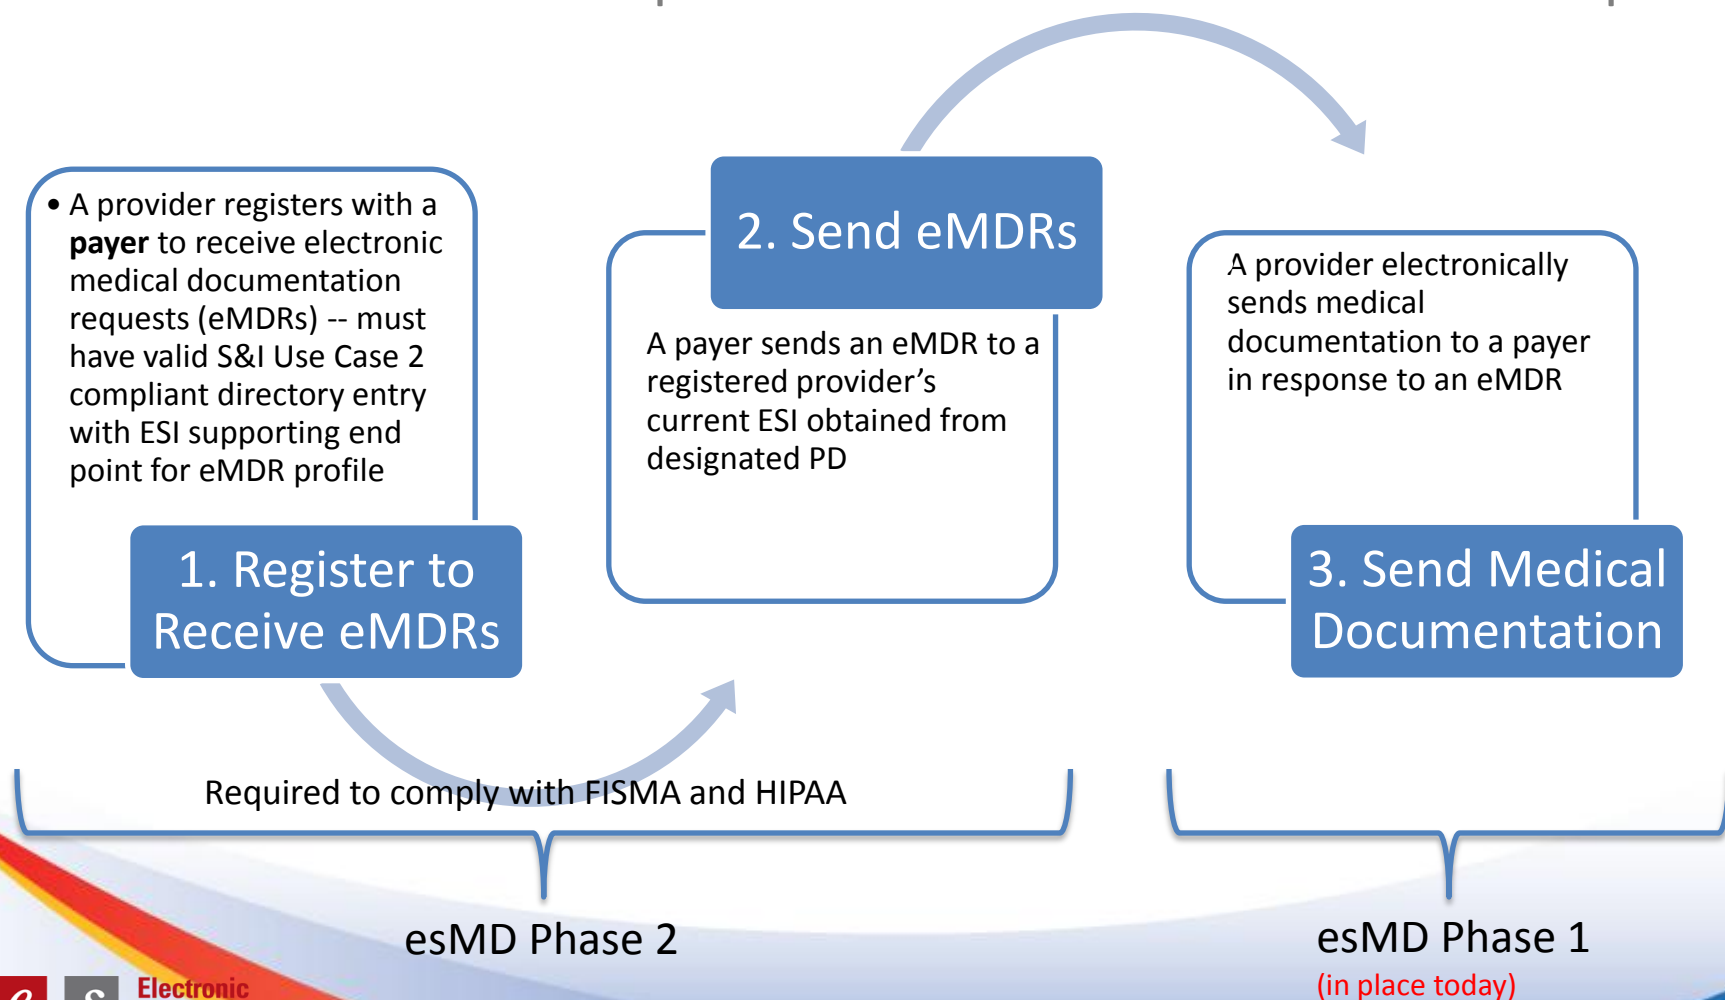 • A provider registers with a
payer to receive electronic
medical documentation
requests (eMDRs) -- must
have valid S&I Use Case 2
compliant directory entry
with ESI supporting end
point for eMDR profile
1. Register to
Receive eMDRs
2. Send eMDRs
A payer sends an eMDR to a
registered provider’s
current ESI obtained from
designated PD
A provider electronically
sends medical
documentation to a payer
in response to an eMDR
3. Send Medical
Documentation
Required to comply with FISMA and HIPAA
esMD Phase 2
esMD Phase 1
(in place today)
Electronic